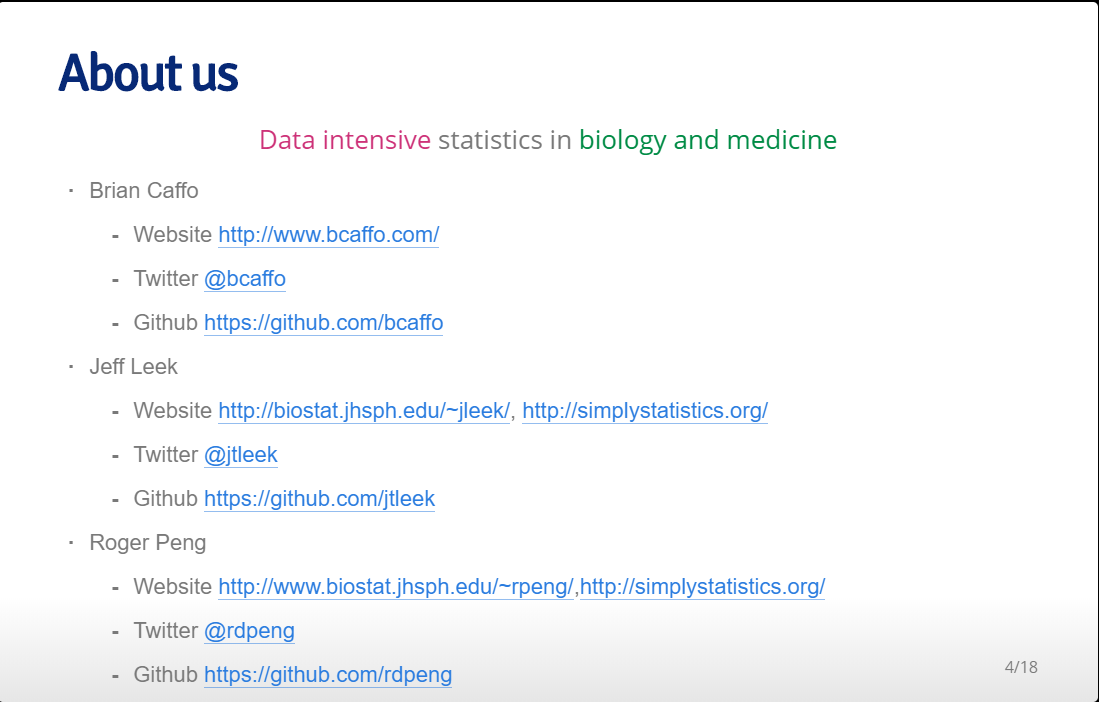 About us
Data intensive statistics in biology and medicine
· Brian Caffo
- Website http://www.bcaffo.com/
- Twitter @bcaffo
- Github https://github.com/bcaffo
· Jeff Leek
- Website http://biostat.jhsph.edu/~jleek/, http://simplystatistics.org/
- Twitter @jtleek
- Github https://github.com/jtleek
· Roger Peng
- Website http://www.biostat.jhsph.edu/~rpeng/,http://simplystatistics.org/
- Twitter @rdpeng
- Github https://github.com/rdpeng
4/18